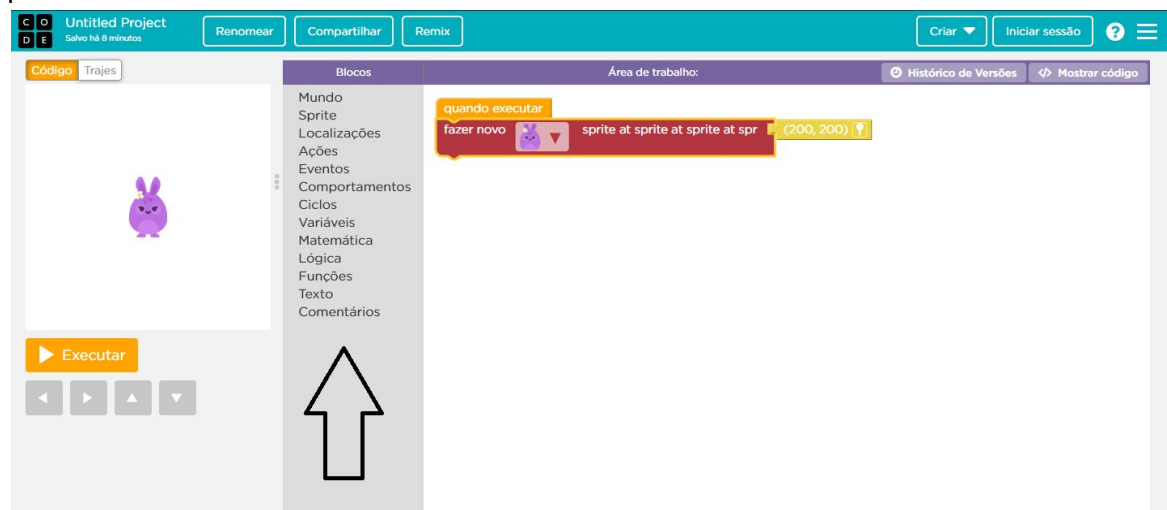 CODE
Untitled Project
Salvo há 8 minutos
Renomear
Compartilhar
Remix
Criar
Iniciar sessão
?
Código
Trajes
Blocos
Área de trabalho:
Histórico de Versões
</> Mostrar código
Mundo
Sprite
Localizações
Ações
Eventos
Comportamentos
Ciclos
Variáveis
Matemática
Lógica
Funções
Texto
Comentários
quando executar
fazer novo sprite at sprite at sprite at spr (200, 200)
Executar